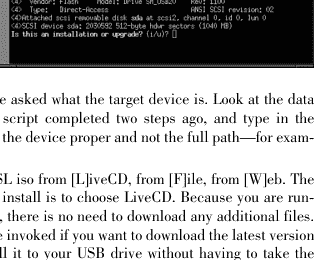 <4> Vendor: Flash    Model: Drive SM_USB20    Rev: 1100
<4> Type:   Direct-Access                      ANSI SCSI revision: 02
<4>Attached scsi removable disk sda at scsi2, channel 0, id 0, lun 0
<4>SCSI device sda: 2030592 512-byte hdwr sectors (1040 MB)
Is this an installation or upgrade? (i/u)?
e asked what the target device is. Look at the data
script completed two steps ago, and type in the
the device proper and not the full path—for exam-
SL iso from [L]iveCD, from [F]ile, from [W]eb. The
install is to choose LiveCD. Because you are run-
, there is no need to download any additional files.
e invoked if you want to download the latest version
ll it to your USB drive without having to take the